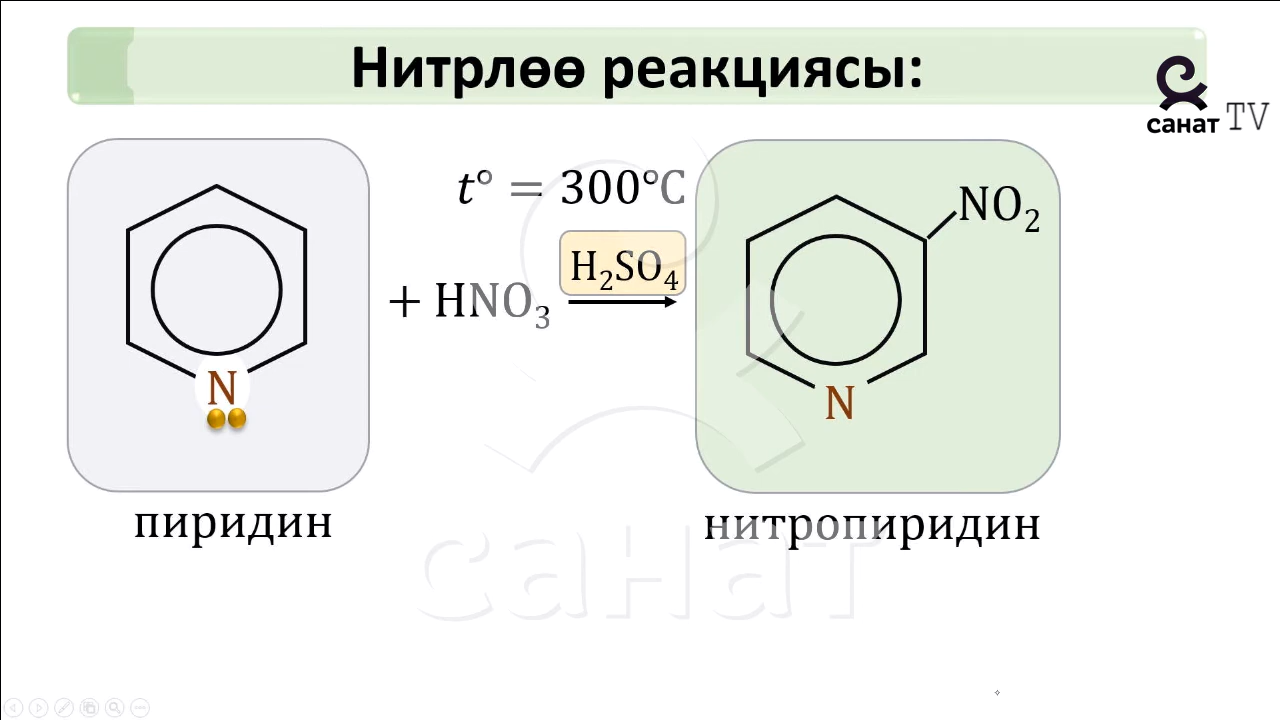 Нитрлөө реакциясы:
санат TV
t° = 300°C
NO₂
H₂SO₄
+ HNO₃
N
N
пиридин
нитропиридин
санат